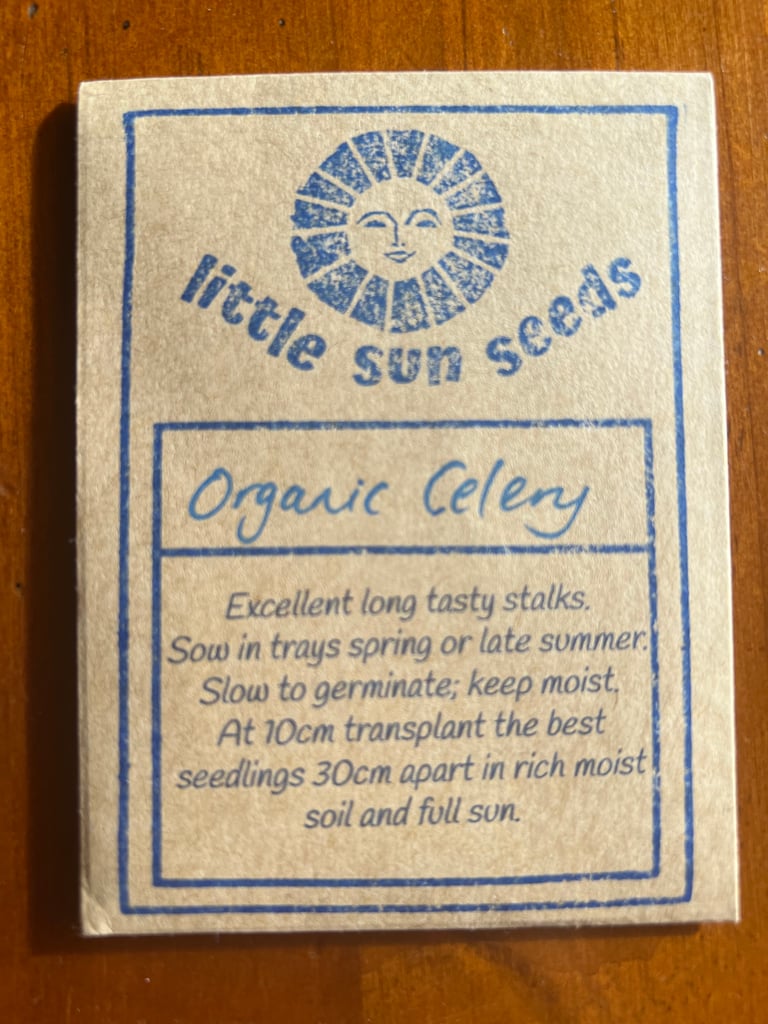 little sun seeds
Organic Celery
Excellent long tasty stalks.
Sow in trays spring or late summer.
Slow to germinate; keep moist.
At 10cm transplant the best
seedlings 30cm apart in rich moist
soil and full sun.